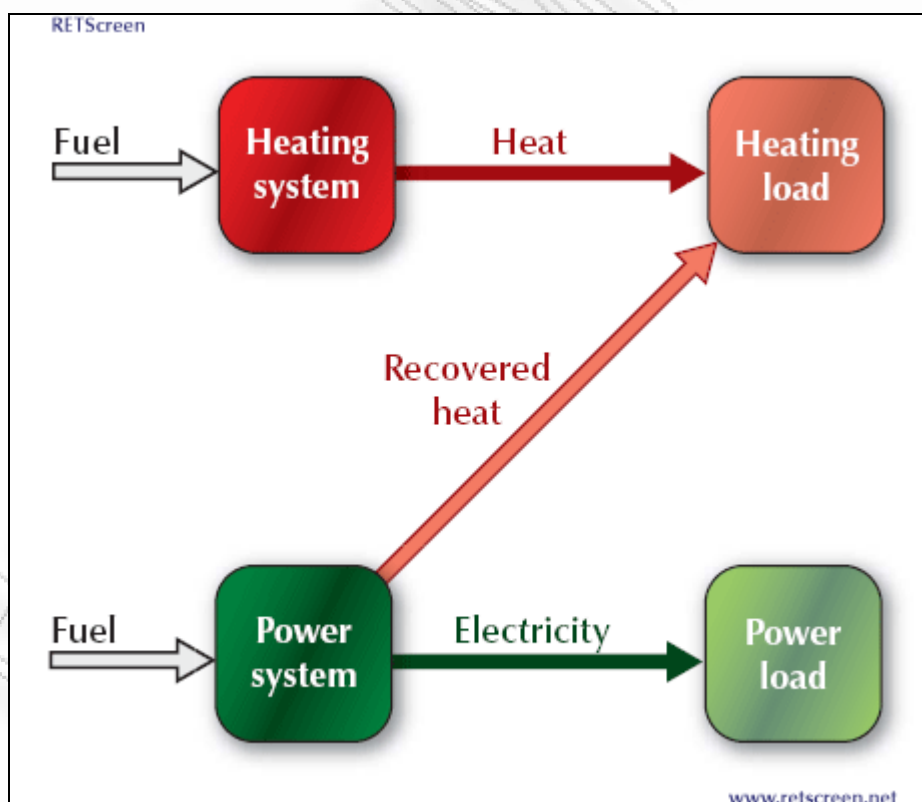 RETScreen
Fuel
Heating
system
Heat
Heating
load
Recovered
heat
Fuel
Power
system
Electricity
Power
load
www.retscreen.net